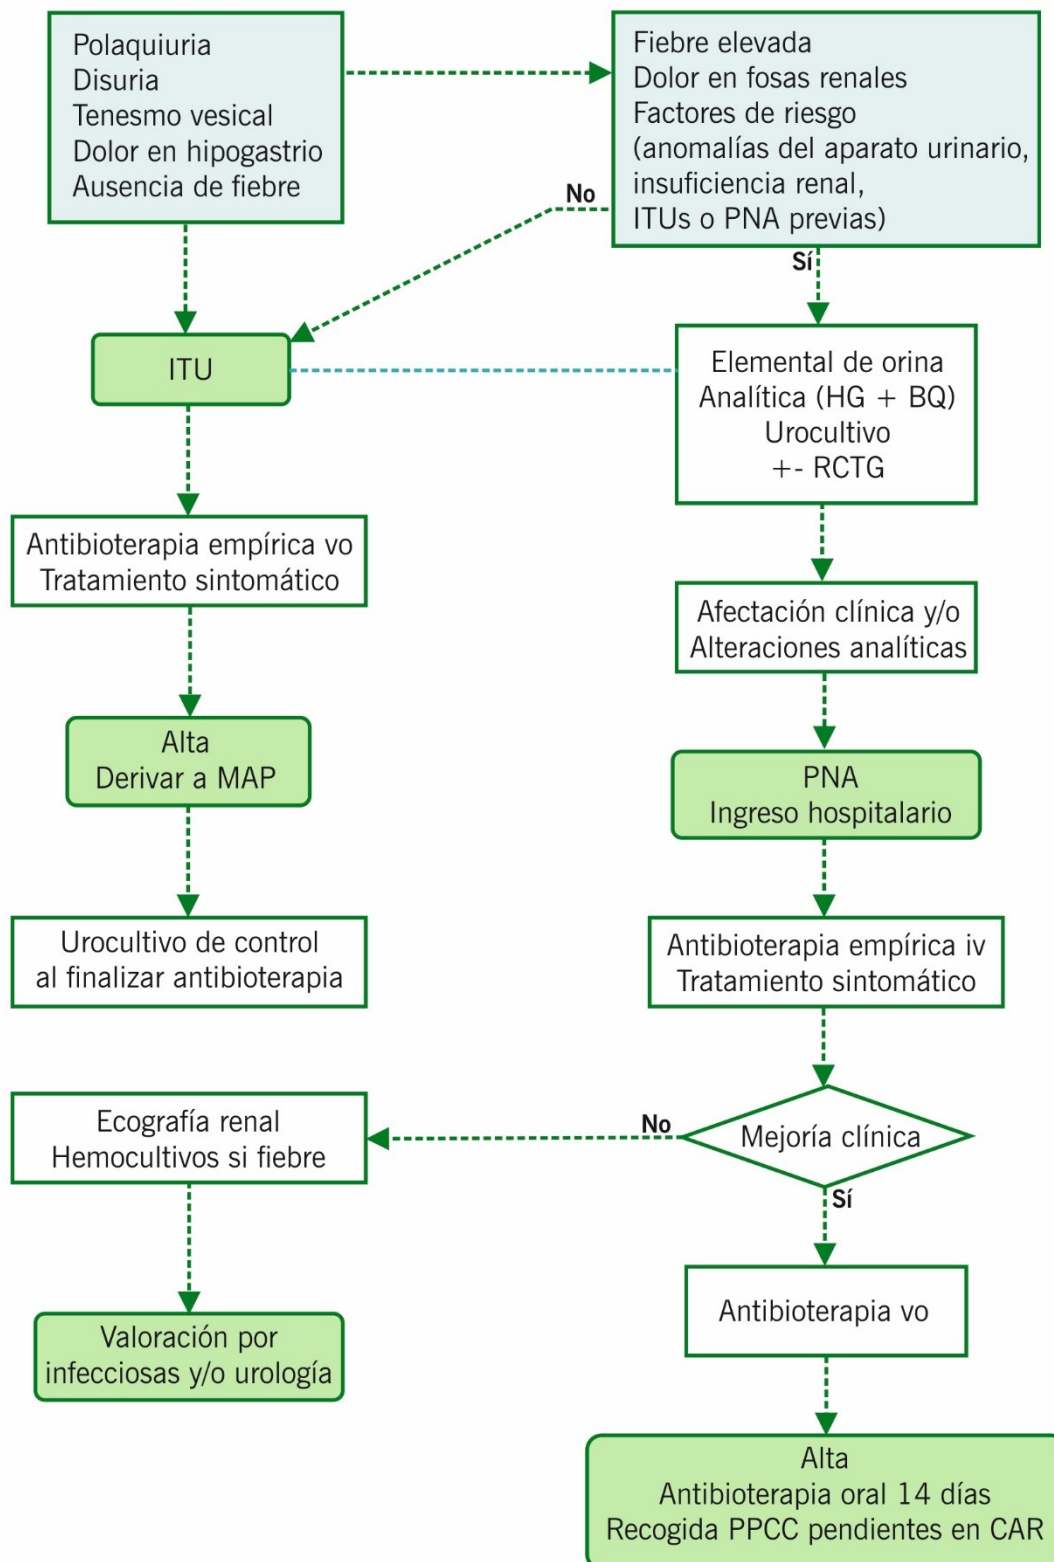 Polaquiuria
Disuria
Tenesmo vesical
Dolor en hipogastrio
Ausencia de fiebre
Fiebre elevada
Dolor en fosas renales
Factores de riesgo
(anomalías del aparato urinario,
insuficiencia renal,
ITUs o PNA previas)
No
Sí
ITU
Elemental de orina
Analítica (HG + BQ)
Urocultivo
+- RCTG
Antibioterapia empírica vo
Tratamiento sintomático
Afectación clínica y/o
Alteraciones analíticas
Alta
Derivar a MAP
PNA
Ingreso hospitalario
Urocultivo de control
al finalizar antibioterapia
Antibioterapia empírica iv
Tratamiento sintomático
Ecografía renal
Hemocultivos si fiebre
No
Mejoría clínica
Sí
Valoración por
infecciosas y/o urología
Antibioterapia vo
Alta
Antibioterapia oral 14 días
Recogida PPCC pendientes en CAR